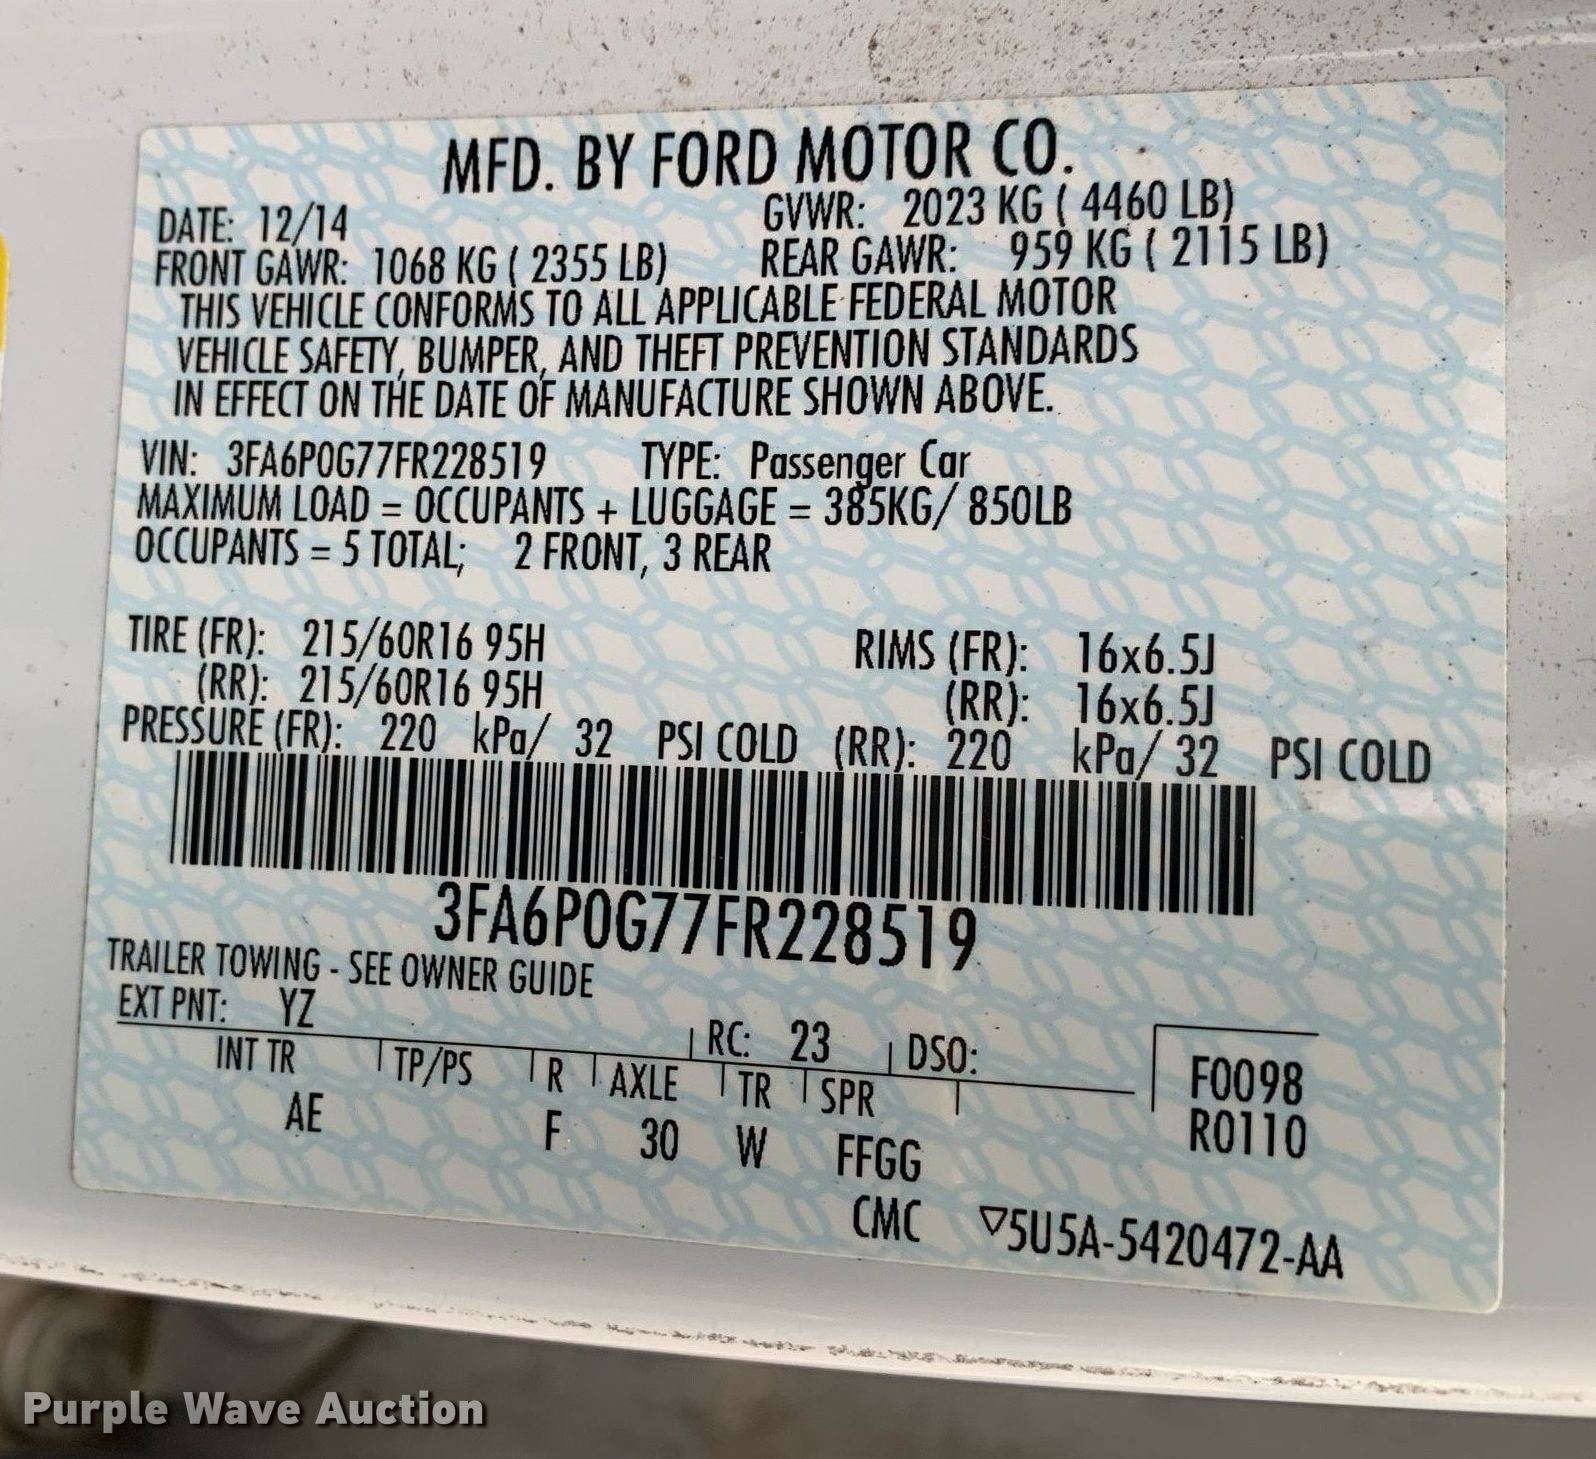 MFD. BY FORD MOTOR CO.
DATE: 12/14 GVWR: 2023 KG ( 4460 LB)
FRONT GAWR: 1068 KG ( 2355 LB) REAR GAWR: 959 KG ( 2115 LB)
THIS VEHICLE CONFORMS TO ALL APPLICABLE FEDERAL MOTOR
VEHICLE SAFETY, BUMPER, AND THEFT PREVENTION STANDARDS
IN EFFECT ON THE DATE OF MANUFACTURE SHOWN ABOVE.
VIN: 3FA6P0G77FR228519 TYPE: Passenger Car
MAXIMUM LOAD = OCCUPANTS + LUGGAGE = 385KG/ 850LB
OCCUPANTS = 5 TOTAL; 2 FRONT, 3 REAR
TIRE (FR): 215/60R16 95H RIMS (FR): 16x6.5J
(RR): 215/60R16 95H (RR): 16x6.5J
PRESSURE (FR): 220 kPa/ 32 PSI COLD (RR): 220 kPa/ 32 PSI COLD
3FA6P0G77FR228519
TRAILER TOWING - SEE OWNER GUIDE
EXT PNT: YZ RC: 23 DSO: F0098
INT TR TP/PS R AXLE TR SPR R0110
AE F 30 W FFGG
CMC ▽5U5A-5420472-AA
Purple Wave Auction